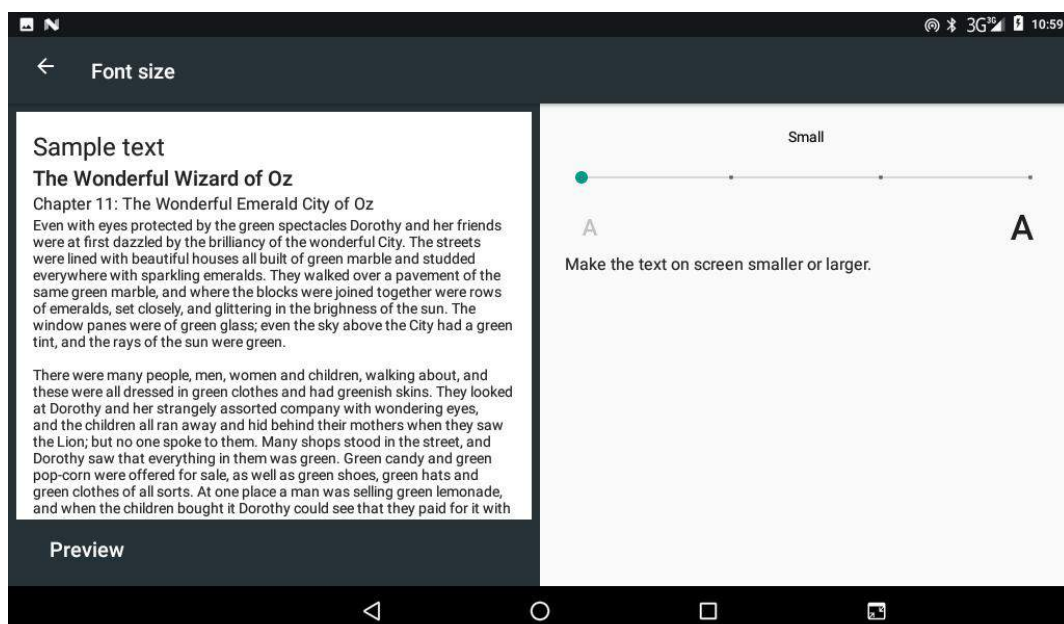 3G 3G 10:59
Font size
Sample text
The Wonderful Wizard of Oz
Chapter 11: The Wonderful Emerald City of Oz
Even with eyes protected by the green spectacles Dorothy and her friends
were at first dazzled by the brilliancy of the wonderful City. The streets
were lined with beautiful houses all built of green marble and studded
everywhere with sparkling emeralds. They walked over a pavement of the
same green marble, and where the blocks were joined together were rows
of emeralds, set closely, and glittering in the brighness of the sun. The
window panes were of green glass; even the sky above the City had a green
tint, and the rays of the sun were green.
There were many people, men, women and children, walking about, and
these were all dressed in green clothes and had greenish skins. They looked
at Dorothy and her strangely assorted company with wondering eyes,
and the children all ran away and hid behind their mothers when they saw
the Lion; but no one spoke to them. Many shops stood in the street, and
Dorothy saw that everything in them was green. Green candy and green
pop-corn were offered for sale, as well as green shoes, green hats and
green clothes of all sorts. At one place a man was selling green lemonade,
and when the children bought it Dorothy could see that they paid for it with
Preview
Small
A A
Make the text on screen smaller or larger.